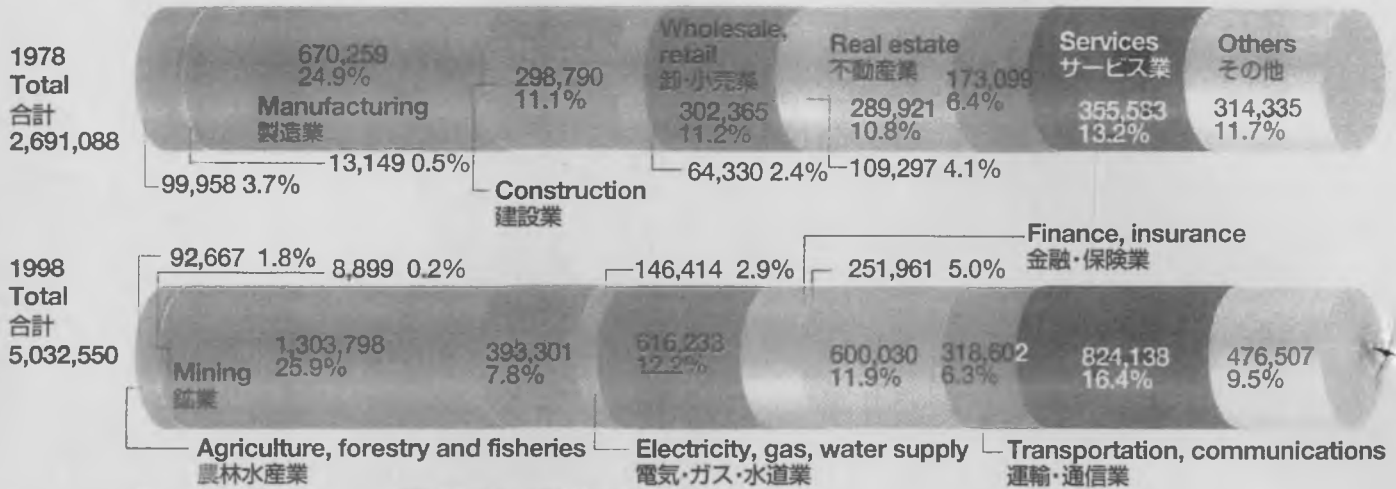 1978
Total
合計
2,691,088
670,259
24.9%
Manufacturing
製造業
298,790
11.1%
Wholesale,
retail
卸・小売業
302,365
11.2%
Real estate
不動産業
289,921
10.8%
173,099
6.4%
Services
サービス業
355,583
13.2%
Others
その他
314,335
11.7%
99,958 3.7%
13,149 0.5%
Construction
建設業
64,330 2.4%
109,297 4.1%
Finance, insurance
金融・保険業
1998
Total
合計
5,032,550
92,667 1.8%
8,899 0.2%
146,414 2.9%
251,961 5.0%
Mining
鉱業
1,303,798
25.9%
393,301
7.8%
616,233
12.2%
600,030
11.9%
318,602
6.3%
824,138
16.4%
476,507
9.5%
Agriculture, forestry and fisheries
農林水産業
Electricity, gas, water supply
電気・ガス・水道業
Transportation, communications
運輸・通信業